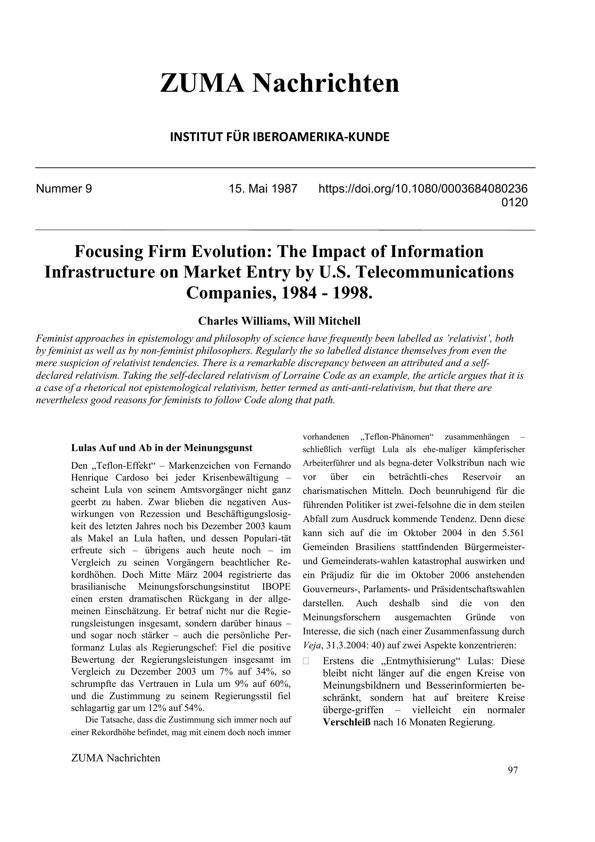 ZUMA Nachrichten
INSTITUT FÜR IBEROAMERIKA-KUNDE
Nummer 9 15. Mai 1987 https://doi.org/10.1080/0003684080236
0120
Focusing Firm Evolution: The Impact of Information
Infrastructure on Market Entry by U.S. Telecommunications
Companies, 1984 - 1998.
Charles Williams, Will Mitchell
Feminist approaches in epistemology and philosophy of science have frequently been labelled as ’relativist’, both
by feminist as well as by non-feminist philosophers. Regularly the so labelled distance themselves from even the
mere suspicion of relativist tendencies. There is a remarkable discrepancy between an attributed and a self-
declared relativism. Taking the self-declared relativism of Lorraine Code as an example, the article argues that it is
a case of a rhetorical not epistemological relativism, better termed as anti-anti-relativism, but that there are
nevertheless good reasons for feminists to follow Code along that path.
Lulas Auf und Ab in der Meinungsgunst
Den „Teflon-Effekt“ – Markenzeichen von Fernando
Henrique Cardoso bei jeder Krisenbewältigung –
scheint Lula von seinem Amtsvorgänger nicht ganz
geerbt zu haben. Zwar blieben die negativen Aus-
wirkungen von Rezession und Beschäftigungslosig-
keit des letzten Jahres noch bis Dezember 2003 kaum
als Makel an Lula haften, und dessen Populari-tät
erfreute sich – übrigens auch heute noch – im
Vergleich zu seinen Vorgängern beachtlicher Re-
kordhöhen. Doch Mitte März 2004 registrierte das
brasilianische Meinungsforschungsinstitut IBOPE
einen ersten dramatischen Rückgang in der allge-
meinen Einschätzung. Er betraf nicht nur die Regie-
rungsleistungen insgesamt, sondern darüber hinaus –
und sogar noch stärker – auch die persönliche Per-
formanz Lulas als Regierungschef: Fiel die positive
Bewertung der Regierungsleistungen insgesamt im
Vergleich zu Dezember 2003 um 7% auf 34%, so
schrumpfte das Vertrauen in Lula um 9% auf 60%,
und die Zustimmung zu seinem Regierungsstil fiel
schlagartig gar um 12% auf 54%.
Die Tatsache, dass die Zustimmung sich immer noch auf
einer Rekordhöhe befindet, mag mit einem doch noch immer
vorhandenen „Teflon-Phänomen“ zusammenhängen –
schließlich verfügt Lula als ehe-maliger kämpferischer
Arbeiterführer und als begna-deter Volkstribun nach wie
vor über ein beträchtli-ches Reservoir an
charismatischen Mitteln. Doch beunruhigend für die
führenden Politiker ist zwei-felsohne die in dem steilen
Abfall zum Ausdruck kommende Tendenz. Denn diese
kann sich auf die im Oktober 2004 in den 5.561
Gemeinden Brasiliens stattfindenden Bürgermeister-
und Gemeinderats-wahlen katastrophal auswirken und
ein Präjudiz für die im Oktober 2006 anstehenden
Gouverneurs-, Parlaments- und Präsidentschaftswahlen
darstellen. Auch deshalb sind die von den
Meinungsforschern ausgemachten Gründe von
Interesse, die sich (nach einer Zusammenfassung durch
Veja, 31.3.2004: 40) auf zwei Aspekte konzentrieren:
Erstens die „Entmythisierung“ Lulas: Diese
bleibt nicht länger auf die engen Kreise von
Meinungsbildnern und Besserinformierten be-
schränkt, sondern hat auf breitere Kreise
überge-griffen – vielleicht ein normaler
Verschleiß nach 16 Monaten Regierung.
ZUMA Nachrichten
97